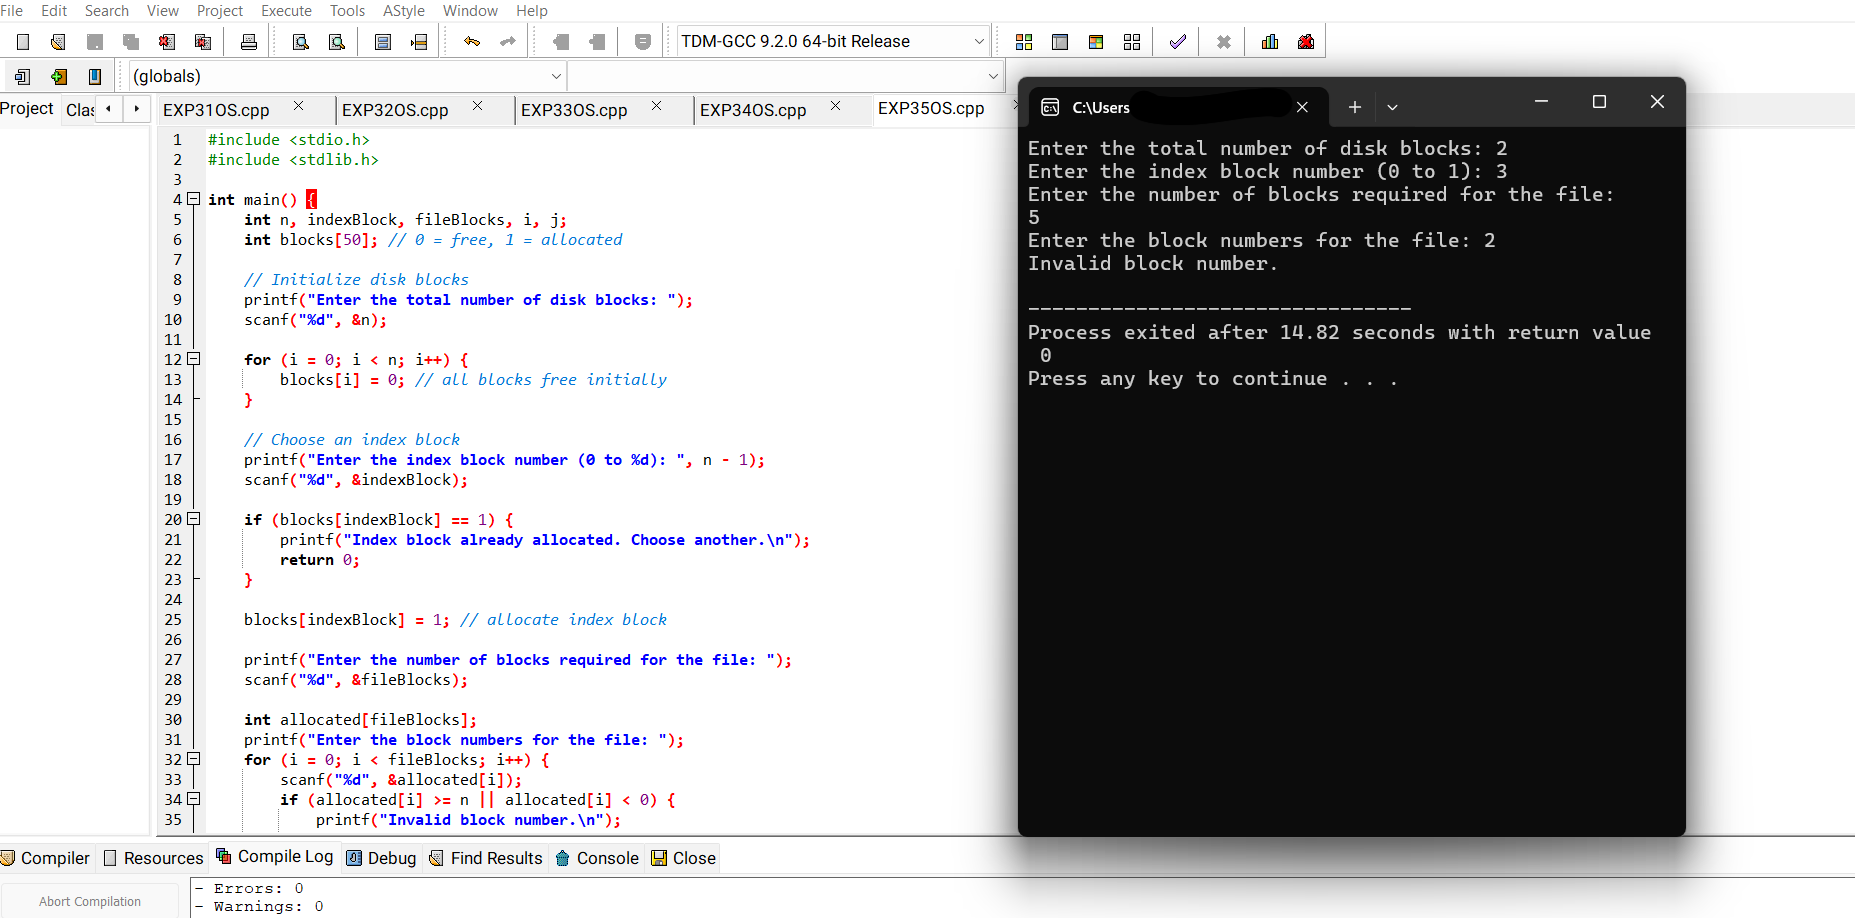 File Edit Search View Project Execute Tools AStyle Window Help
TDM-GCC 9.2.0 64-bit Release
(globals)
Project Clas
EXP31OS.cpp EXP32OS.cpp EXP33OS.cpp EXP34OS.cpp EXP35OS.cpp
1 #include <stdio.h>
2 #include <stdlib.h>
3
4 int main() {
5 int n, indexBlock, fileBlocks, i, j;
6 int blocks[50]; // 0 = free, 1 = allocated
7
8 // Initialize disk blocks
9 printf("Enter the total number of disk blocks: ");
10 scanf("%d", &n);
11
12 for (i = 0; i < n; i++) {
13 blocks[i] = 0; // all blocks free initially
14 }
15
16 // Choose an index block
17 printf("Enter the index block number (0 to %d): ", n - 1);
18 scanf("%d", &indexBlock);
19
20 if (blocks[indexBlock] == 1) {
21 printf("Index block already allocated. Choose another.\n");
22 return 0;
23 }
24
25 blocks[indexBlock] = 1; // allocate index block
26
27 printf("Enter the number of blocks required for the file: ");
28 scanf("%d", &fileBlocks);
29
30 int allocated[fileBlocks];
31 printf("Enter the block numbers for the file: ");
32 for (i = 0; i < fileBlocks; i++) {
33 scanf("%d", &allocated[i]);
34 if (allocated[i] >= n || allocated[i] < 0) {
35 printf("Invalid block number.\n");
C:\Users
Enter the total number of disk blocks: 2
Enter the index block number (0 to 1): 3
Enter the number of blocks required for the file:
5
Enter the block numbers for the file: 2
Invalid block number.
--------------------------------
Process exited after 14.82 seconds with return value
0
Press any key to continue . . .
Compiler Resources Compile Log Debug Find Results Console Close
Abort Compilation
- Errors: 0
- Warnings: 0